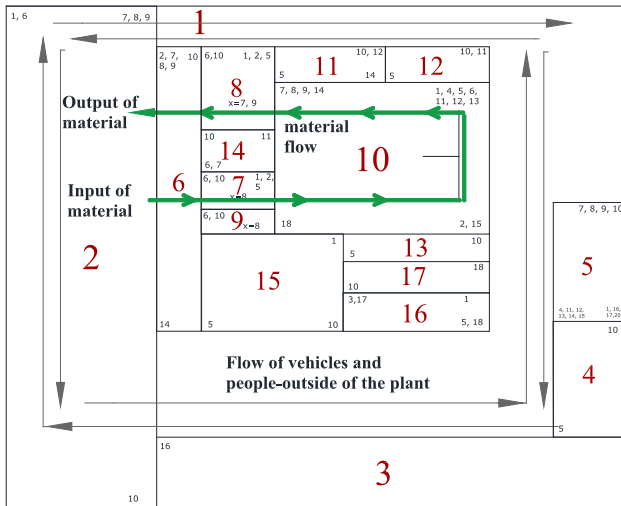 1, 6
7, 8, 9
1
7, 8, 9, 10
2, 7,
8, 9
10
6,10
1, 2, 5
8
x=7, 9
10, 12
11
5
14
10, 11
12
5
Output of
material
7, 8, 9, 14
1, 4, 5, 6,
11, 12, 13
material
flow
10
10
11
14
6, 7
6
6, 10
1, 2,
5
7
x=8
Input of
material
6, 10
9
x=8
18
2, 15
2
1
15
5
10
10
13
5
18
17
10
3,17
1
16
5, 18
14
5
4, 11, 12,
13, 14, 15
1, 16,
17,20
10
4
5
Flow of vehicles and
people-outside of the plant
16
3
10